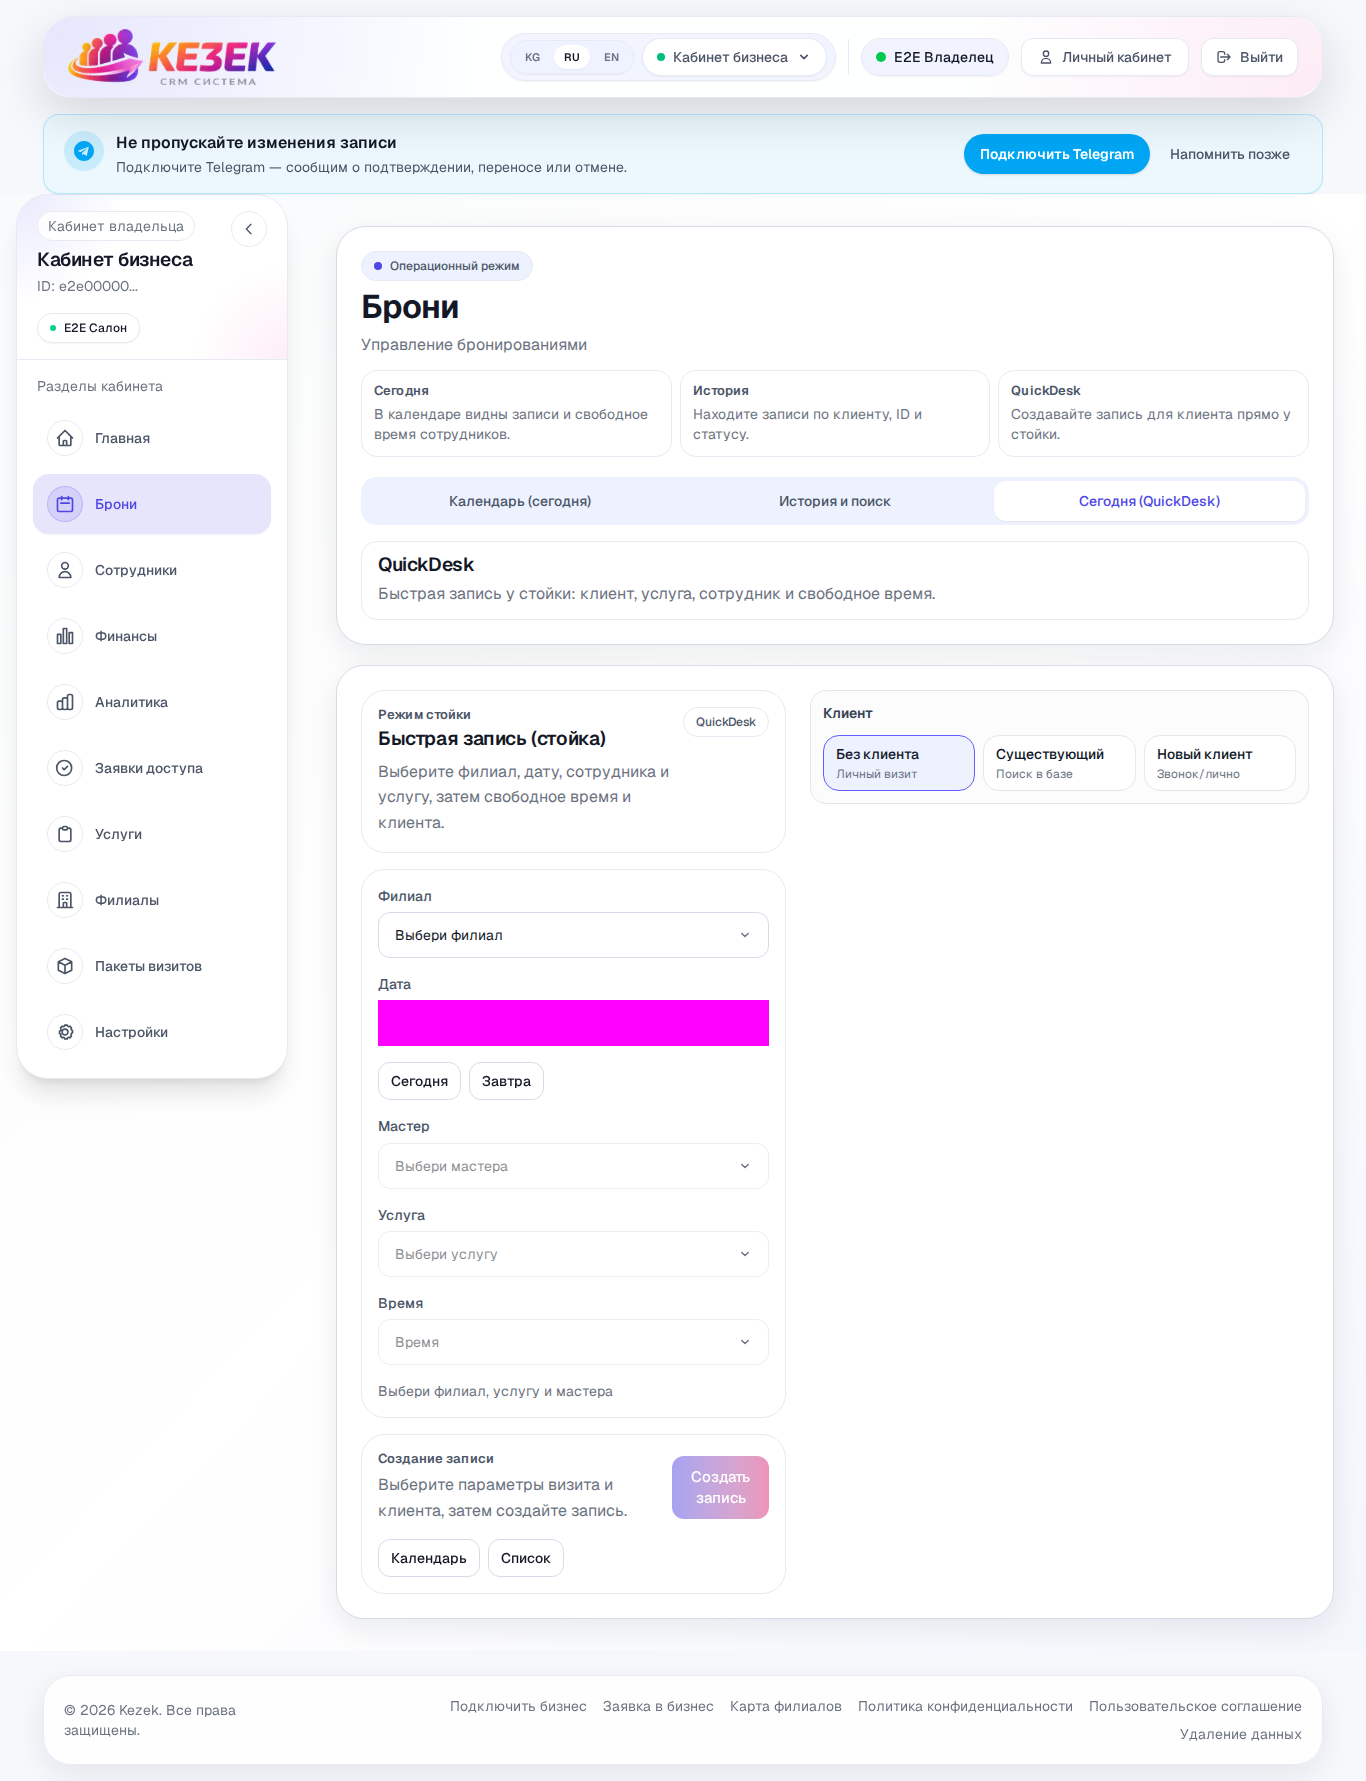 КЕЗЕК
CRM СИСТЕМА
KG
RU
EN
Кабинет бизнеса
E2E Владелец
Личный кабинет
Выйти
Не пропускайте изменения записи
Подключите Telegram — сообщим о подтверждении, переносе или отмене.
Подключить Telegram
Напомнить позже
Кабинет владельца
Кабинет бизнеса
ID: e2e00000...
E2E Салон
Разделы кабинета
Главная
Брони
Сотрудники
Финансы
Аналитика
Заявки доступа
Услуги
Филиалы
Пакеты визитов
Настройки
Операционный режим
Брони
Управление бронированиями
Сегодня
В календаре видны записи и свободное
время сотрудников.
История
Находите записи по клиенту, ID и
статусу.
QuickDesk
Создавайте запись для клиента прямо у
стойки.
Календарь (сегодня)
История и поиск
Сегодня (QuickDesk)
QuickDesk
Быстрая запись у стойки: клиент, услуга, сотрудник и свободное время.
Режим стойки
Быстрая запись (стойка)
QuickDesk
Выберите филиал, дату, сотрудника и
услугу, затем свободное время и
клиента.
Филиал
Выбери филиал
Дата
Сегодня
Завтра
Мастер
Выбери мастера
Услуга
Выбери услугу
Время
Время
Выбери филиал, услугу и мастера
Создание записи
Выберите параметры визита и
клиента, затем создайте запись.
Создать
запись
Календарь
Список
Клиент
Без клиента
Личный визит
Существующий
Поиск в базе
Новый клиент
Звонок/лично
© 2026 Kezek. Все права
защищены.
Подключить бизнес
Заявка в бизнес
Карта филиалов
Политика конфиденциальности
Пользовательское соглашение
Удаление данных